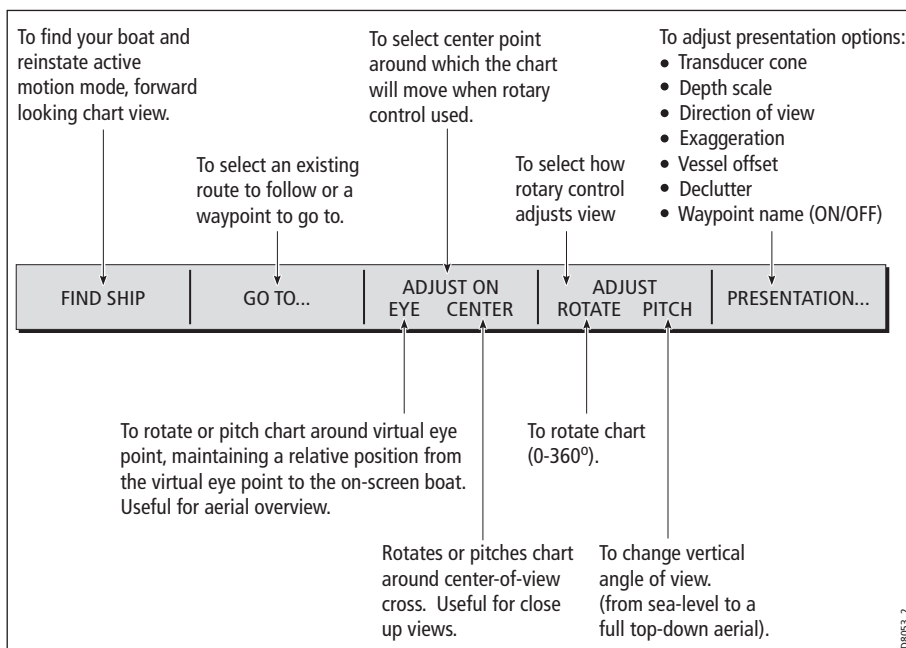 To find your boat and
reinstate active
motion mode, forward
looking chart view.
To select an existing
route to follow or a
waypoint to go to.
To select center point
around which the chart
will move when rotary
control used.
To select how
rotary control
adjusts view
To adjust presentation options:
• Transducer cone
• Depth scale
• Direction of view
• Exaggeration
• Vessel offset
• Declutter
• Waypoint name (ON/OFF)
FIND SHIP
GO TO...
ADJUST ON
EYE CENTER
ADJUST
ROTATE PITCH
PRESENTATION...
To rotate or pitch chart around virtual eye
point, maintaining a relative position from
the virtual eye point to the on-screen boat.
Useful for aerial overview.
To rotate chart
(0-360º).
Rotates or pitches chart
around center-of-view
cross. Useful for close
up views.
To change vertical
angle of view.
(from sea-level to a
full top-down aerial).
D8053_2